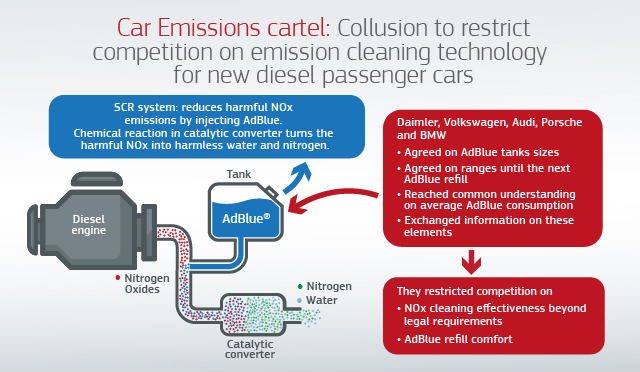 Car Emissions cartel: Collusion to restrict
competition on emission cleaning technology
for new diesel passenger cars
SCR system: reduces harmful NOx
emissions by injecting AdBlue.
Chemical reaction in catalytic converter turns the
harmful NOx into harmless water and nitrogen.
Daimler, Volkswagen, Audi, Porsche
and BMW
• Agreed on AdBlue tanks sizes
• Agreed on ranges until the next
AdBlue refill
• Reached common understanding
on average AdBlue consumption
• Exchanged information on these
elements
Tank
AdBlue®
Diesel
engine
• Nitrogen
Oxides
• Nitrogen
• Water
Catalytic
converter
They restricted competition on
• NOx cleaning effectiveness beyond
legal requirements
• AdBlue refill comfort